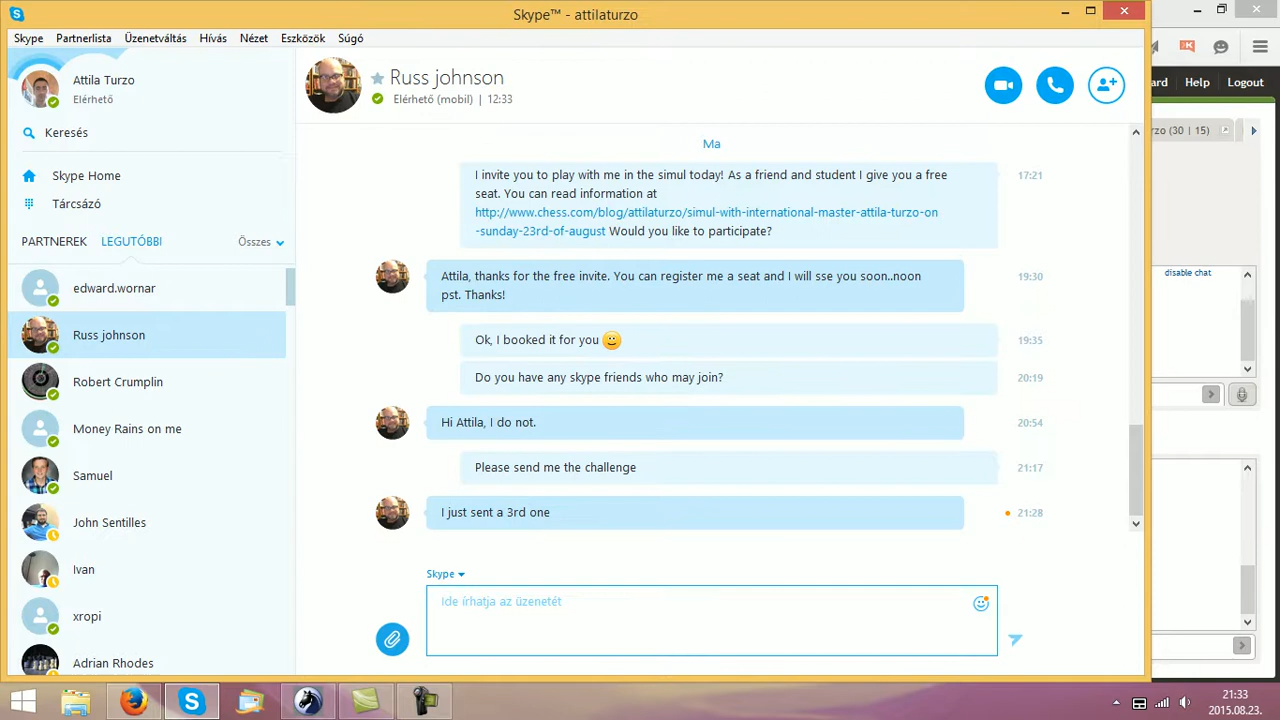 Skype™ - attilaturzo
Skype Partnerlista Üzenetváltás Hívás Nézet Eszközök Súgó
Attila Turzo
Elérhető
Keresés
Skype Home
Tárcsázó
PARTNEREK LEGUTÓBBI Összes
edward.wornar
Russ johnson
Robert Crumplin
Money Rains on me
Samuel
John Sentilles
Ivan
xropi
Adrian Rhodes
Russ johnson
Elérhető (mobil) | 12:33
Ma
I invite you to play with me in the simul today! As a friend and student I give you a free 17:21
seat. You can read information at
http://www.chess.com/blog/attilaturzo/simul-with-international-master-attila-turzo-on
-sunday-23rd-of-august Would you like to participate?
Attila, thanks for the free invite. You can register me a seat and I will sse you soon..noon 19:30
pst. Thanks!
Ok, I booked it for you 19:35
Do you have any skype friends who may join? 20:19
Hi Attila, I do not. 20:54
Please send me the challenge 21:17
I just sent a 3rd one 21:28
Skype
Ide írhatja az üzenetét
ard Help Logout
rzo (30 | 15)
disable chat
21:33
2015.08.23.